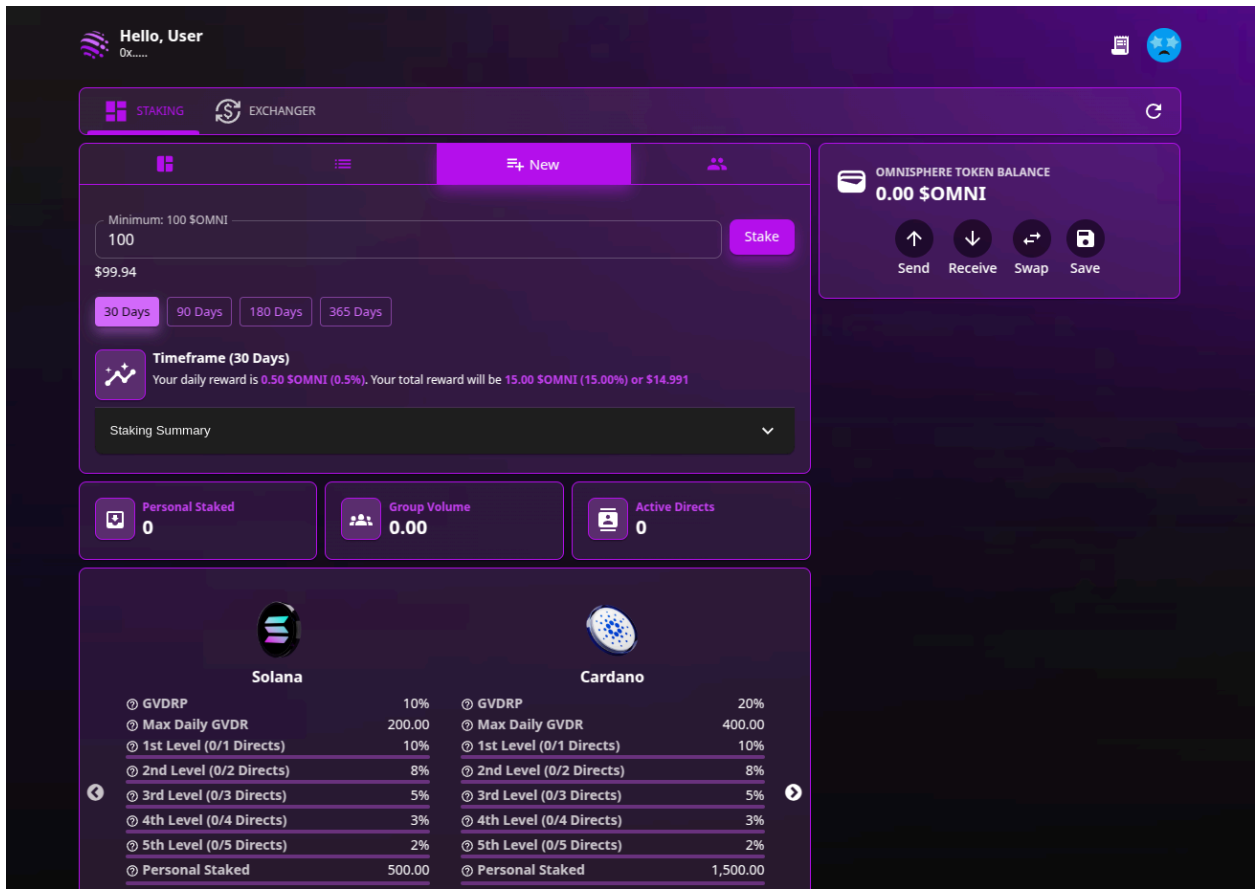 Hello, User
0x.....
STAKING
EXCHANGER
New
Minimum: 100 $OMNI
100
Stake
$99.94
30 Days
90 Days
180 Days
365 Days
Timeframe (30 Days)
Your daily reward is 0.50 $OMNI (0.5%). Your total reward will be 15.00 $OMNI (15.00%) or $14.991
Staking Summary
OMNISPHERE TOKEN BALANCE
0.00 $OMNI
Send
Receive
Swap
Save
Personal Staked
0
Group Volume
0.00
Active Directs
0
Solana
GVDRP 10%
Max Daily GVDR 200.00
1st Level (0/1 Directs) 10%
2nd Level (0/2 Directs) 8%
3rd Level (0/3 Directs) 5%
4th Level (0/4 Directs) 3%
5th Level (0/5 Directs) 2%
Personal Staked 500.00
Cardano
GVDRP 20%
Max Daily GVDR 400.00
1st Level (0/1 Directs) 10%
2nd Level (0/2 Directs) 8%
3rd Level (0/3 Directs) 5%
4th Level (0/4 Directs) 3%
5th Level (0/5 Directs) 2%
Personal Staked 1,500.00